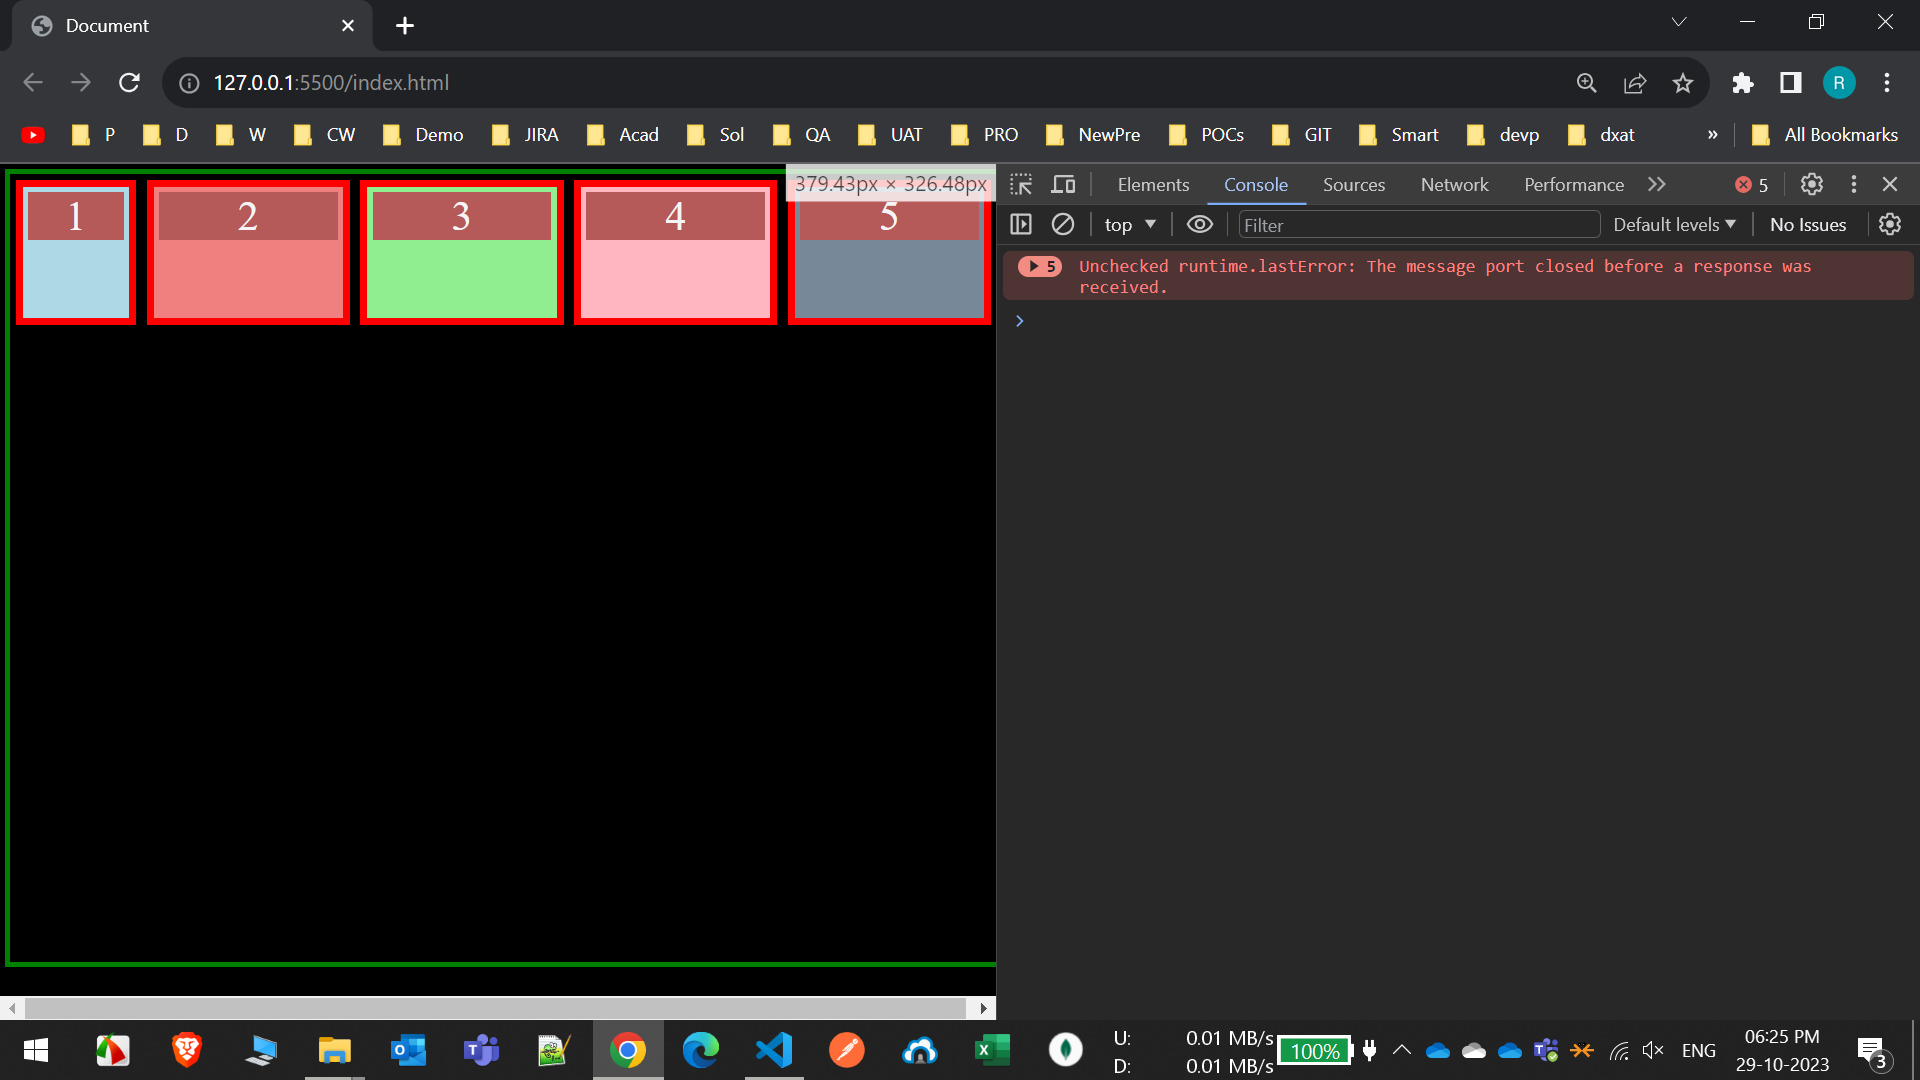 Document
127.0.0.1:5500/index.html
R
P D W CW Demo JIRA Acad Sol QA UAT PRO NewPre POCs GIT Smart devp dxat » All Bookmarks
379.43px × 326.48px
1 2 3 4 5
Elements Console Sources Network Performance 5
top Filter Default levels No Issues
5 Unchecked runtime.lastError: The message port closed before a response was
received.
U: 0.01 MB/s
D: 0.01 MB/s
100%
ENG
06:25 PM
29-10-2023
3